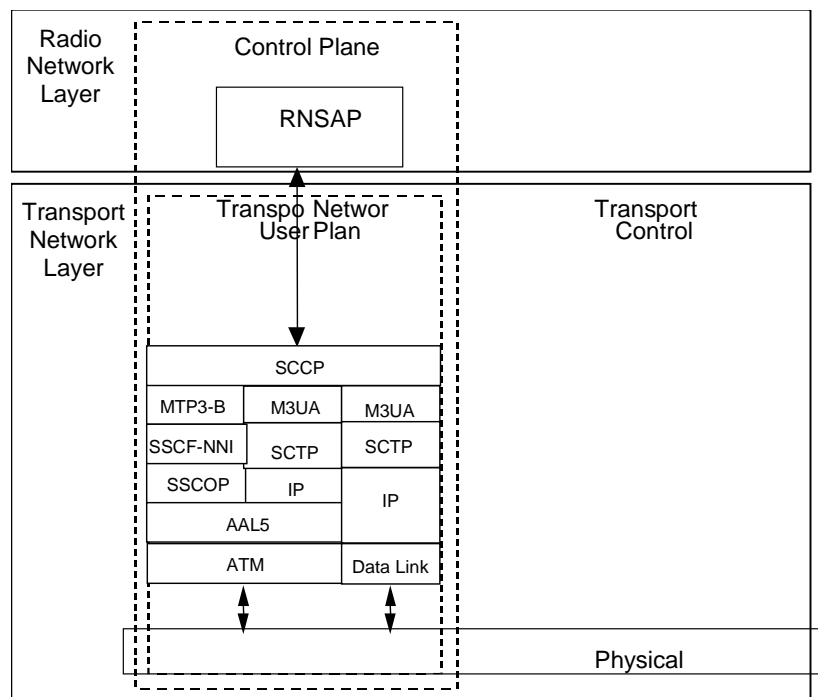 Radio
Network
Layer
Control Plane
RNSAP
Transport
Network
Layer
Transpo Networ
User Plan
Transport
Control
SCCP
MTP3-B
M3UA
M3UA
SSCF-NNI
SCTP
SCTP
SSCOP
IP
IP
AAL5
ATM
Data Link
Physical